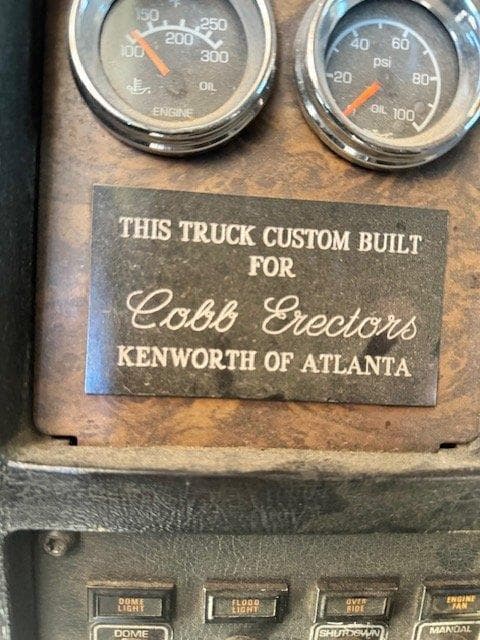 °F
150 250
100 200 300
OIL
ENGINE
40 60
psi
20 80
OIL 100
THIS TRUCK CUSTOM BUILT
FOR
Cobb Erectors
KENWORTH OF ATLANTA
DOME
LIGHT
FLOOD
LIGHT
OVER
RIDE
ENGINE
FAN
DOME
SHUTDOWN
MANUAL